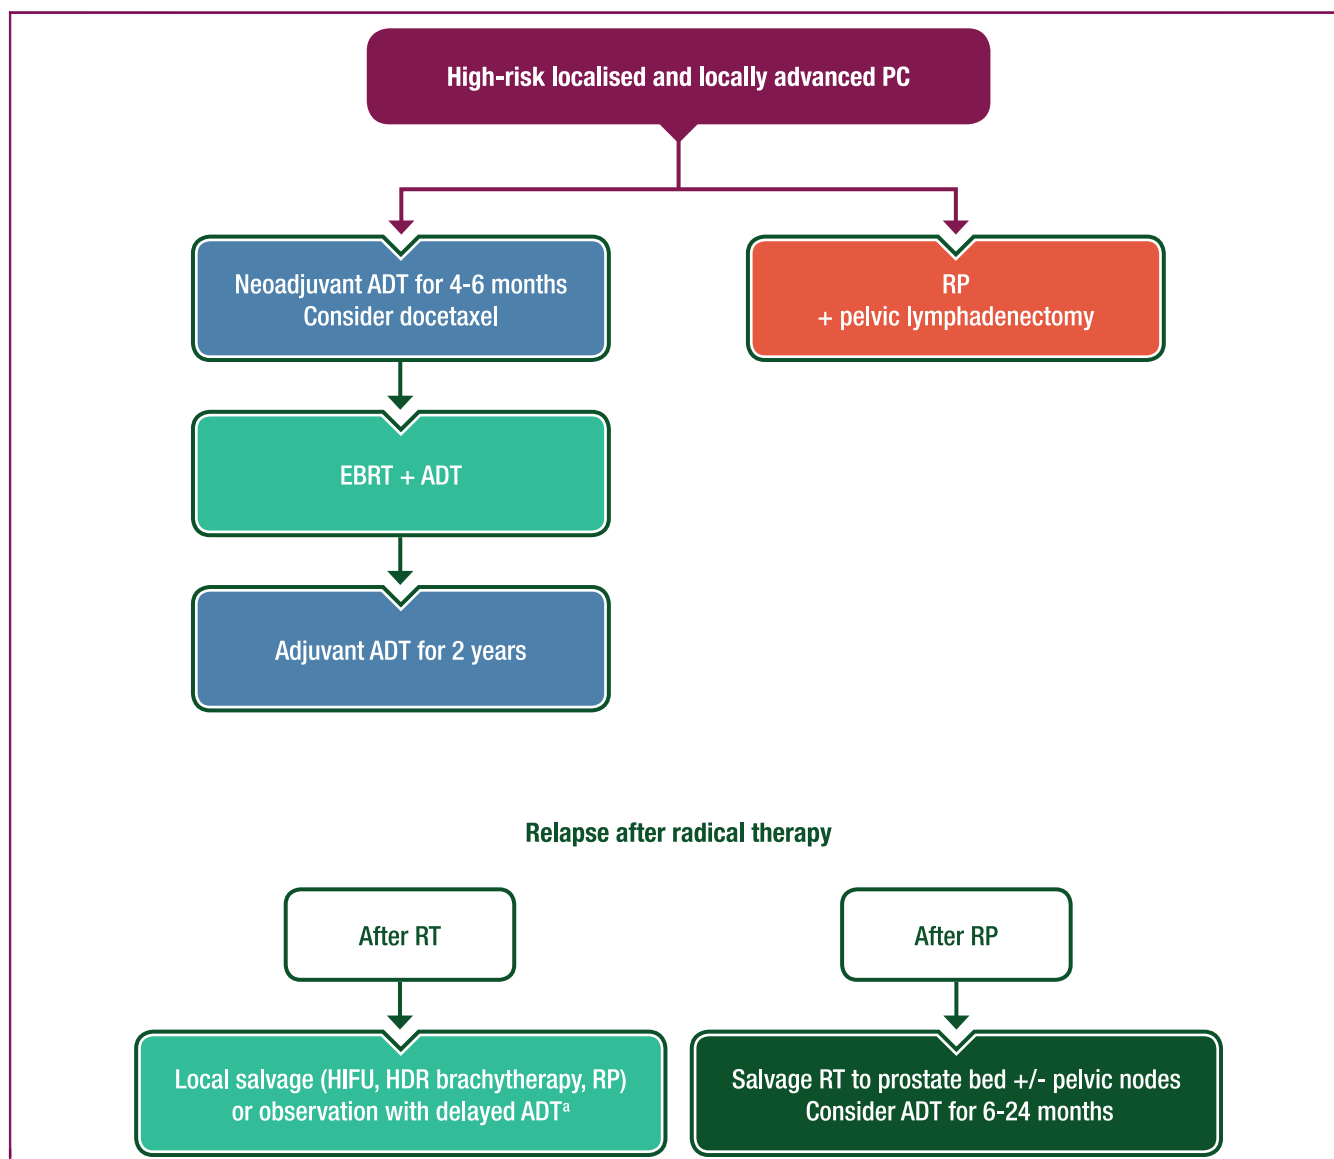 High-risk localised and locally advanced PC
Neoadjuvant ADT for 4-6 months
Consider docetaxel
RP
+ pelvic lymphadenectomy
EBRT + ADT
Adjuvant ADT for 2 years
Relapse after radical therapy
After RT
After RP
Local salvage (HIFU, HDR brachytherapy, RP)
or observation with delayed ADTᵃ
Salvage RT to prostate bed +/- pelvic nodes
Consider ADT for 6-24 months